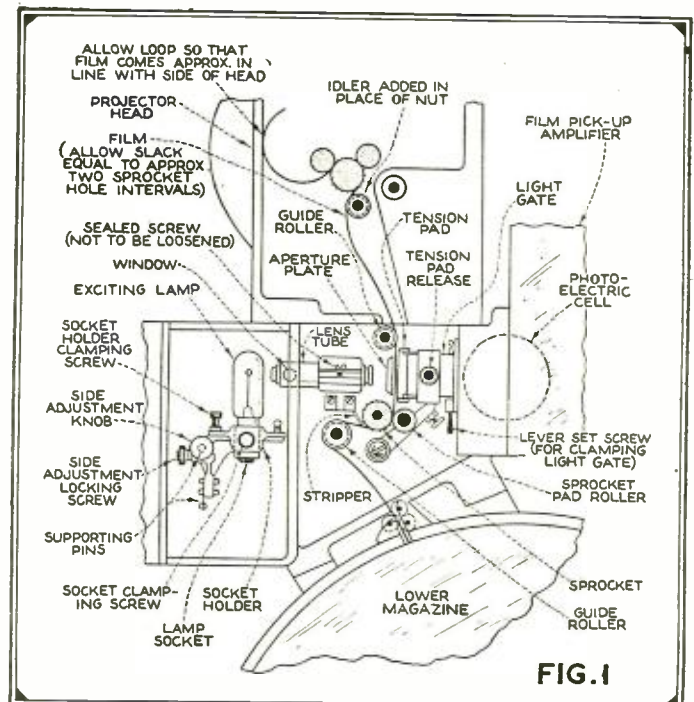 ALLOW LOOP SO THAT
FILM COMES APPROX. IN
LINE WITH SIDE OF HEAD
PROJECTOR
HEAD
FILM
(ALLOW SLACK
EQUAL TO APPROX
TWO SPROCKET
HOLE INTERVALS)
SEALED SCREW
(NOT TO BE LOOSENED)
WINDOW
EXCITING LAMP
SOCKET
HOLDER
CLAMPING
SCREW
SIDE
ADJUSTMENT
KNOB
SIDE
ADJUSTMENT
LOCKING
SCREW
SUPPORTING
PINS
SOCKET CLAMP-
ING SCREW
LAMP
SOCKET
SOCKET
HOLDER
IDLER ADDED IN
PLACE OF NUT
GUIDE
ROLLER
APERTURE
PLATE
TENSION
PAD
TENSION
PAD
RELEASE
LENS
TUBE
STRIPPER
FILM PICK-UP
AMPLIFIER
LIGHT
GATE
PHOTO-
ELECTRIC
CELL
LEVER SET SCREW
(FOR CLAMPING
LIGHT GATE)
SPROCKET
PAD ROLLER
SPROCKET
GUIDE
ROLLER
LOWER
MAGAZINE
FIG.1